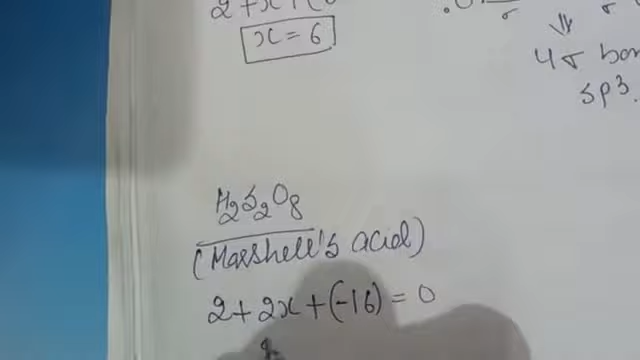 x = 6
σ
σ
4σ bon
sp3.
H2S2O8
(Marshell's acid)
2 + 2x + (-16) = 0